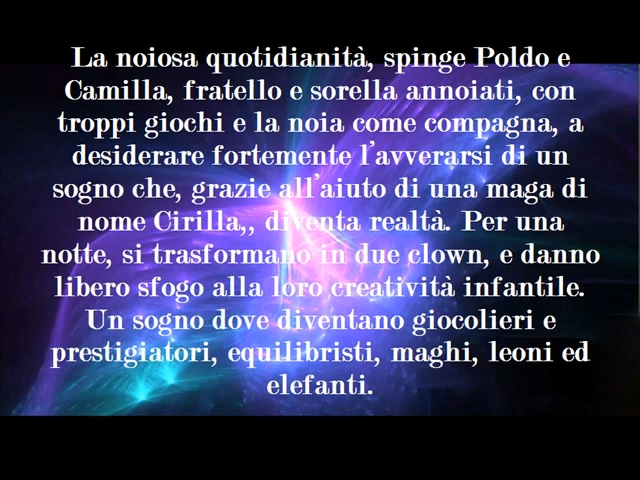 La noiosa quotidianità, spinge Poldo e
Camilla, fratello e sorella annoiati, con
troppi giochi e la noia come compagna, a
desiderare fortemente l'avverarsi di un
sogno che, grazie all'aiuto di una maga di
nome Cirilla,, diventa realtà. Per una
notte, si trasformano in due clown, e danno
libero sfogo alla loro creatività infantile.
Un sogno dove diventano giocolieri e
prestigiatori, equilibristi, maghi, leoni ed
elefanti.